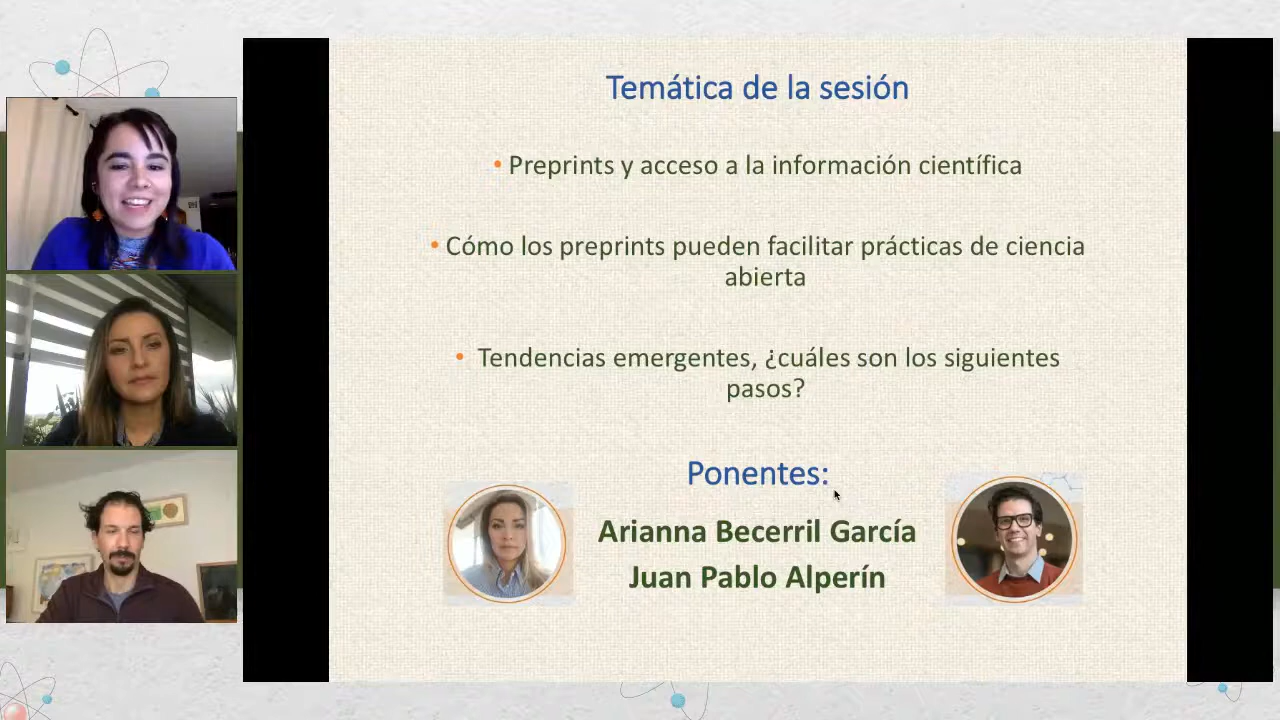 Temática de la sesión
• Preprints y acceso a la información científica
• Cómo los preprints pueden facilitar prácticas de ciencia
abierta
• Tendencias emergentes, ¿cuáles son los siguientes
pasos?
Ponentes:
Arianna Becerril García
Juan Pablo Alperín